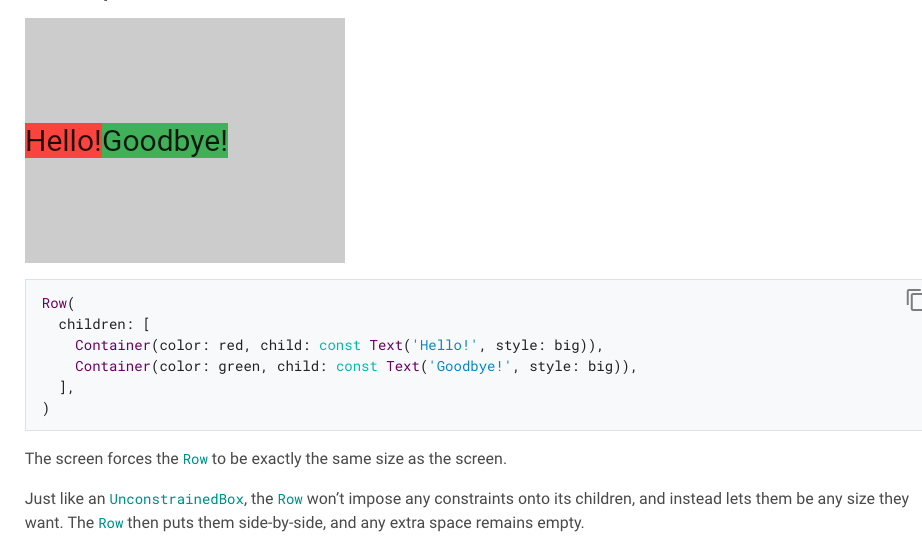 Hello!Goodbye!
Row(
  children: [
    Container(color: red, child: const Text('Hello!', style: big)),
    Container(color: green, child: const Text('Goodbye!', style: big)),
  ],
)
The screen forces the Row to be exactly the same size as the screen.
Just like an UnconstrainedBox, the Row won’t impose any constraints onto its children, and instead lets them be any size they
want. The Row then puts them side-by-side, and any extra space remains empty.